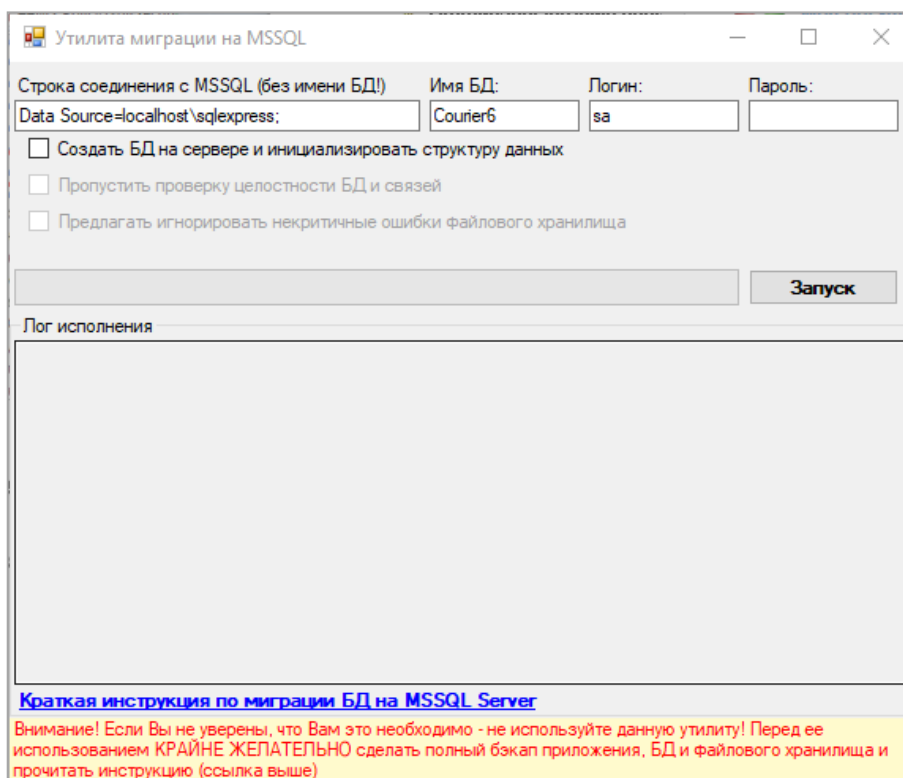 Утилита миграции на MSSQL
Строка соединения с MSSQL (без имени БД!) Имя БД: Логин: Пароль:
Data Source=localhost\sqlexpress; Courier6 sa
Создать БД на сервере и инициализировать структуру данных
Пропустить проверку целостности БД и связей
Предлагать игнорировать некритичные ошибки файлового хранилища
Запуск
Лог исполнения
Краткая инструкция по миграции БД на MSSQL Server
Внимание! Если Вы не уверены, что Вам это необходимо - не используйте данную утилиту! Перед ее
использованием КРАЙНЕ ЖЕЛАТЕЛЬНО сделать полный бэкап приложения, БД и файлового хранилища и
прочитать инструкцию (ссылка выше)